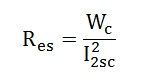 R_es = W_c / I_2sc^2